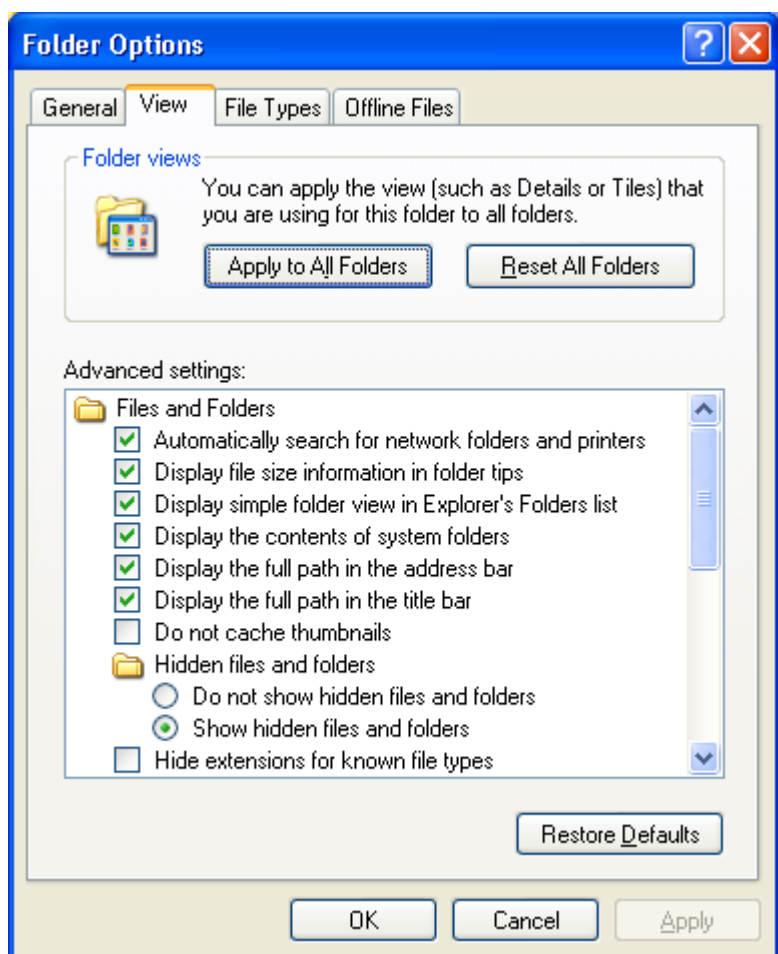 Folder Options
General View File Types Offline Files
Folder views
You can apply the view (such as Details or Tiles) that
you are using for this folder to all folders.
Apply to All Folders Reset All Folders
Advanced settings:
Files and Folders
Automatically search for network folders and printers
Display file size information in folder tips
Display simple folder view in Explorer's Folders list
Display the contents of system folders
Display the full path in the address bar
Display the full path in the title bar
Do not cache thumbnails
Hidden files and folders
Do not show hidden files and folders
Show hidden files and folders
Hide extensions for known file types
Restore Defaults
OK Cancel Apply